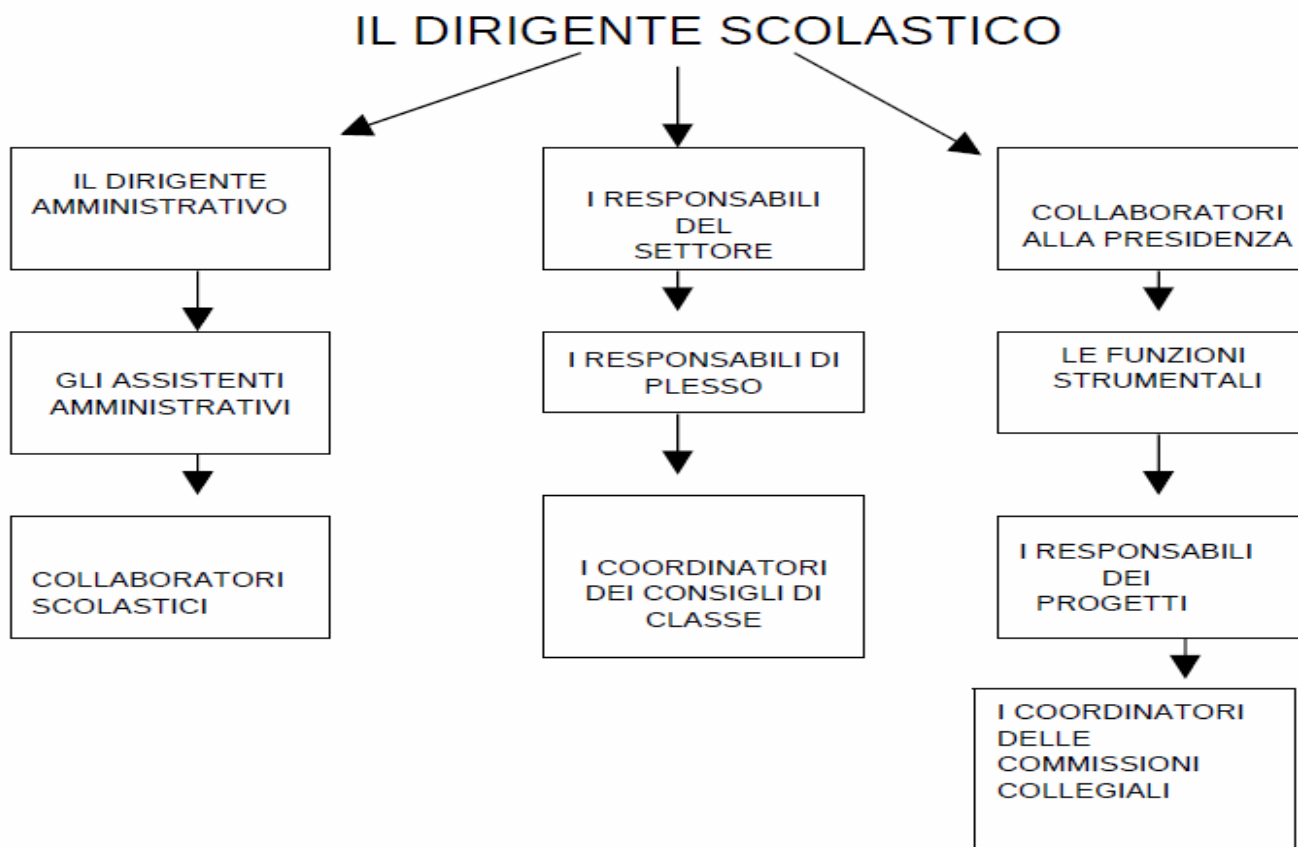 IL DIRIGENTE SCOLASTICO
IL DIRIGENTE
AMMINISTRATIVO
GLI ASSISTENTI
AMMINISTRATIVI
COLLABORATORI
SCOLASTICI
I RESPONSABILI
DEL
SETTORE
I RESPONSABILI DI
PLESSO
I COORDINATORI
DEI CONSIGLI DI
CLASSE
COLLABORATORI
ALLA PRESIDENZA
LE FUNZIONI
STRUMENTALI
I RESPONSABILI
DEI
PROGETTI
I COORDINATORI
DELLE
COMMISSIONI
COLLEGIALI